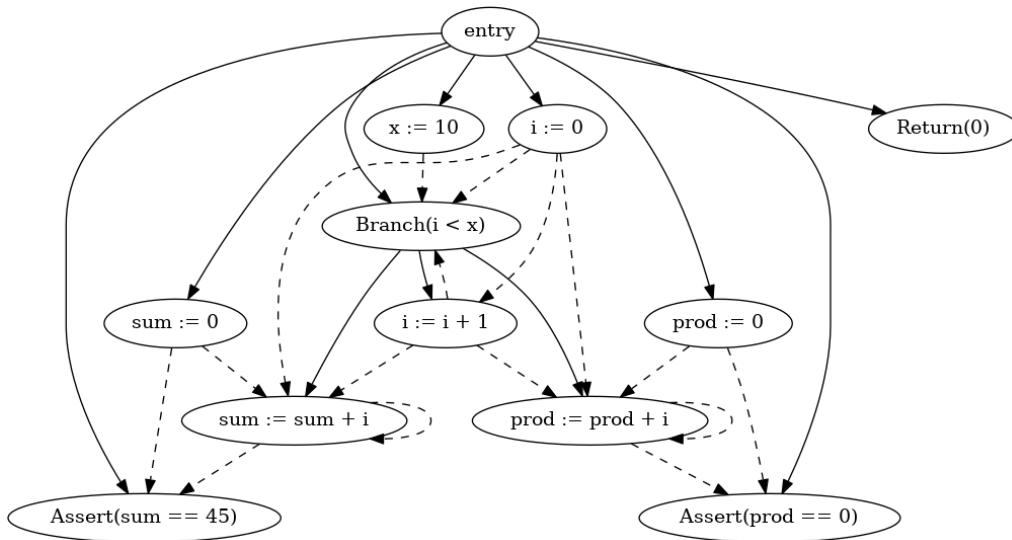 entry
x := 10
i := 0
Return(0)
Branch(i < x)
sum := 0
i := i + 1
prod := 0
sum := sum + i
prod := prod + i
Assert(sum == 45)
Assert(prod == 0)